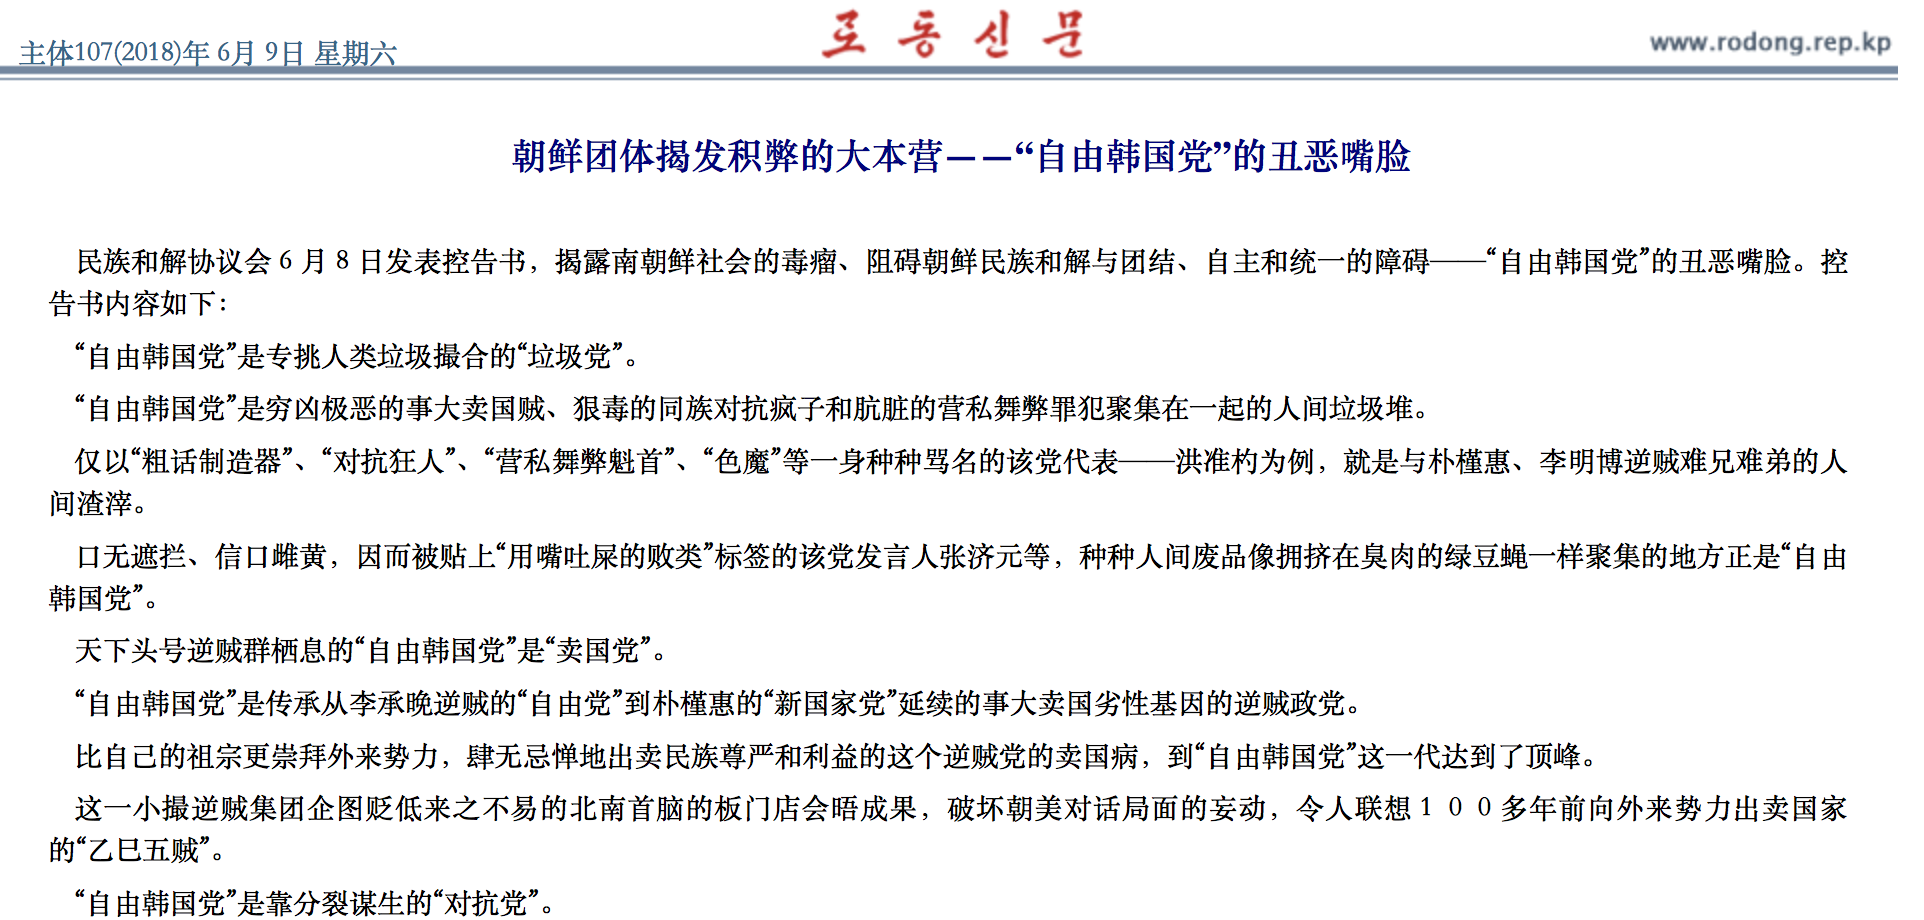 主体107(2018)年 6月 9日 星期六
로동신문
www.rodong.rep.kp
朝鲜团体揭发积弊的大本营——“自由韩国党”的丑恶嘴脸
民族和解协议会６月８日发表控告书，揭露南朝鲜社会的毒瘤、阻碍朝鲜民族和解与团结、自主和统一的障碍——“自由韩国党”的丑恶嘴脸。控
告书内容如下：
“自由韩国党”是专挑人类垃圾撮合的“垃圾党”。
“自由韩国党”是穷凶极恶的事大卖国贼、狠毒的同族对抗疯子和肮脏的营私舞弊罪犯聚集在一起的人间垃圾堆。
仅以“粗话制造器”、“对抗狂人”、“营私舞弊魁首”、“色魔”等一身种种骂名的该党代表——洪准杓为例，就是与朴槿惠、李明博逆贼难兄难弟的人
间渣滓。
口无遮拦、信口雌黄，因而被贴上“用嘴吐屎的败类”标签的该党发言人张济元等，种种人间废品像拥挤在臭肉的绿豆蝇一样聚集的地方正是“自由
韩国党”。
天下头号逆贼群栖息的“自由韩国党”是“卖国党”。
“自由韩国党”是传承从李承晚逆贼的“自由党”到朴槿惠的“新国家党”延续的事大卖国劣性基因的逆贼政党。
比自己的祖宗更崇拜外来势力，肆无忌惮地出卖民族尊严和利益的这个逆贼党的卖国病，到“自由韩国党”这一代达到了顶峰。
这一小撮逆贼集团企图贬低来之不易的北南首脑的板门店会晤成果，破坏朝美对话局面的妄动，令人联想１００多年前向外来势力出卖国家
的“乙巳五贼”。
“自由韩国党”是靠分裂谋生的“对抗党”。